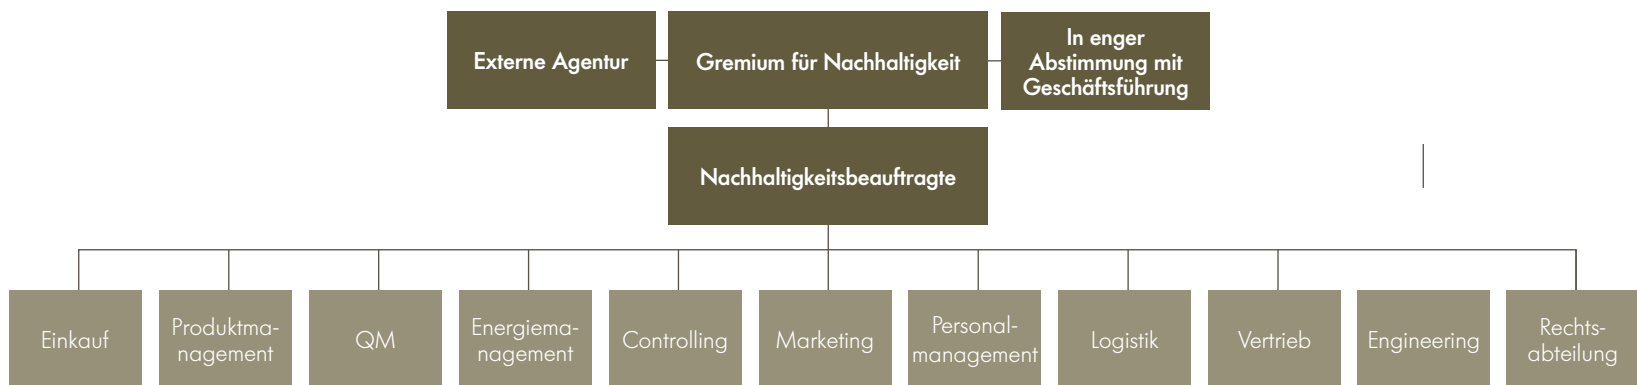 Externe Agentur
Gremium für Nachhaltigkeit
In enger
Abstimmung mit
Geschäftsführung
Nachhaltigkeitsbeauftragte
Einkauf
Produktma-
nagement
QM
Energiema-
nagement
Controlling
Marketing
Personal-
management
Logistik
Vertrieb
Engineering
Rechts-
abteilung